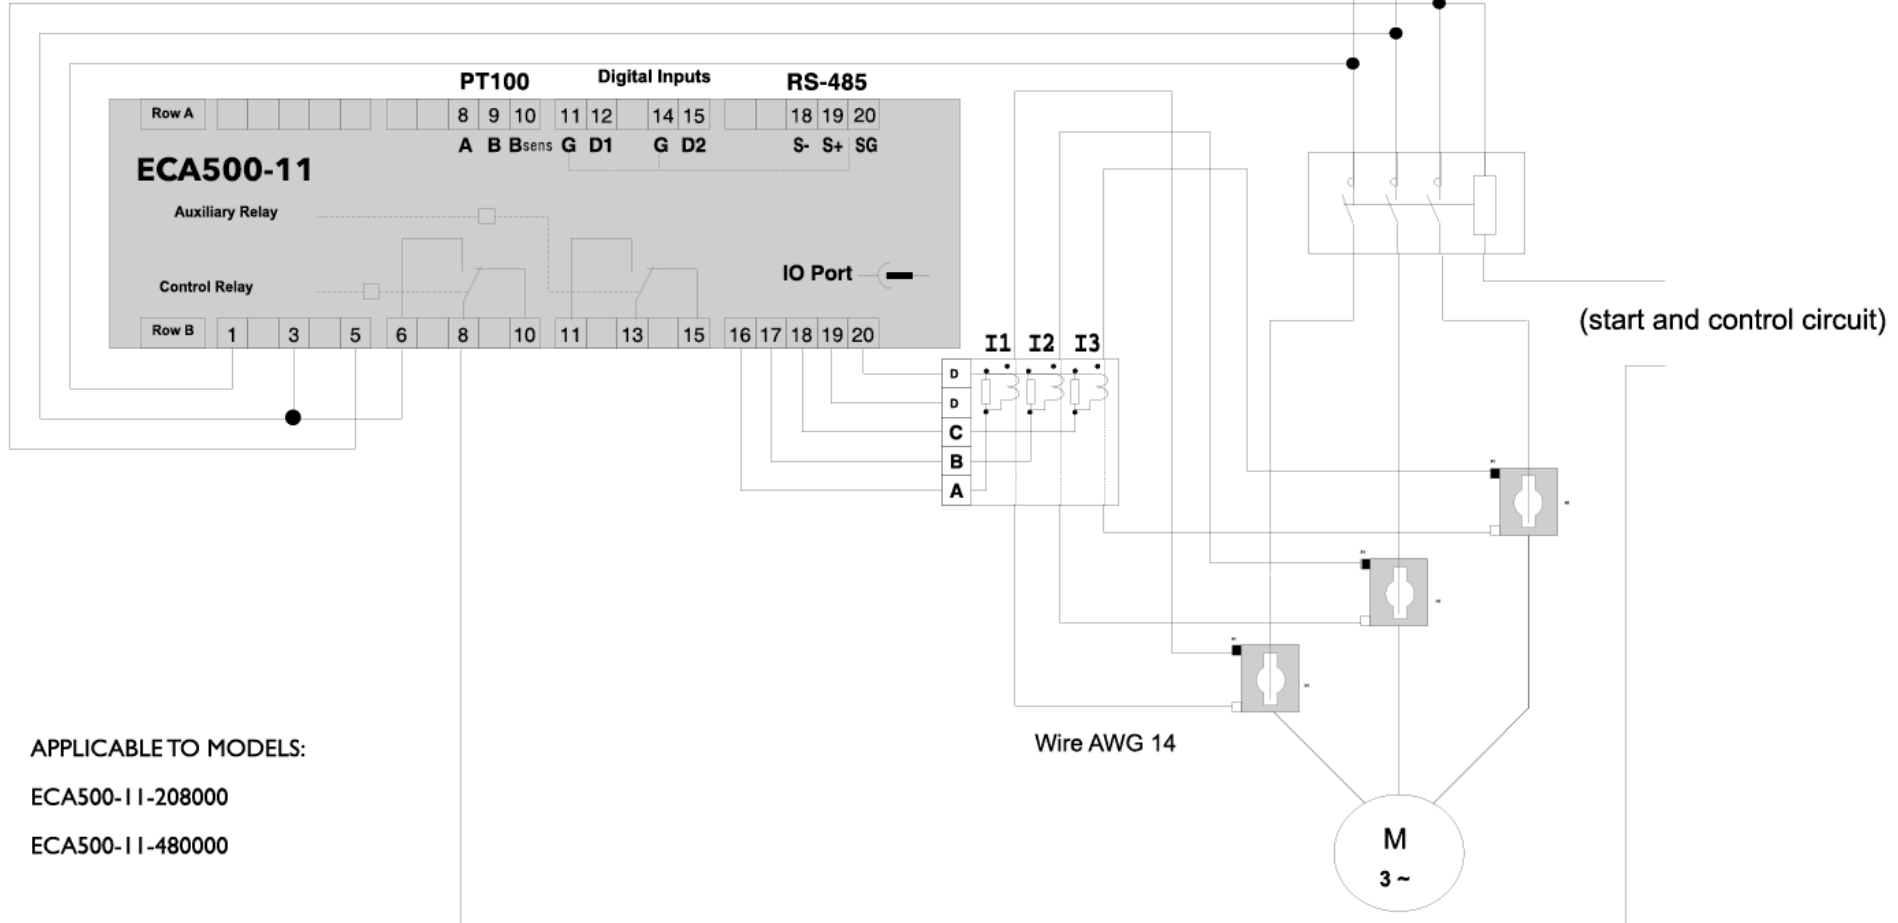 PT100 Digital Inputs RS-485
Row A 8 9 10 11 12 14 15 18 19 20
A B Bsens G D1 G D2 S- S+ SG
ECA500-11
Auxiliary Relay
IO Port
Control Relay
Row B 1 3 5 6 8 10 11 13 15 16 17 18 19 20
(start and control circuit)
I1 I2 I3
D
D
C
B
A
Wire AWG 14
APPLICABLE TO MODELS:
ECA500-11-208000
ECA500-11-480000
M
3 ~